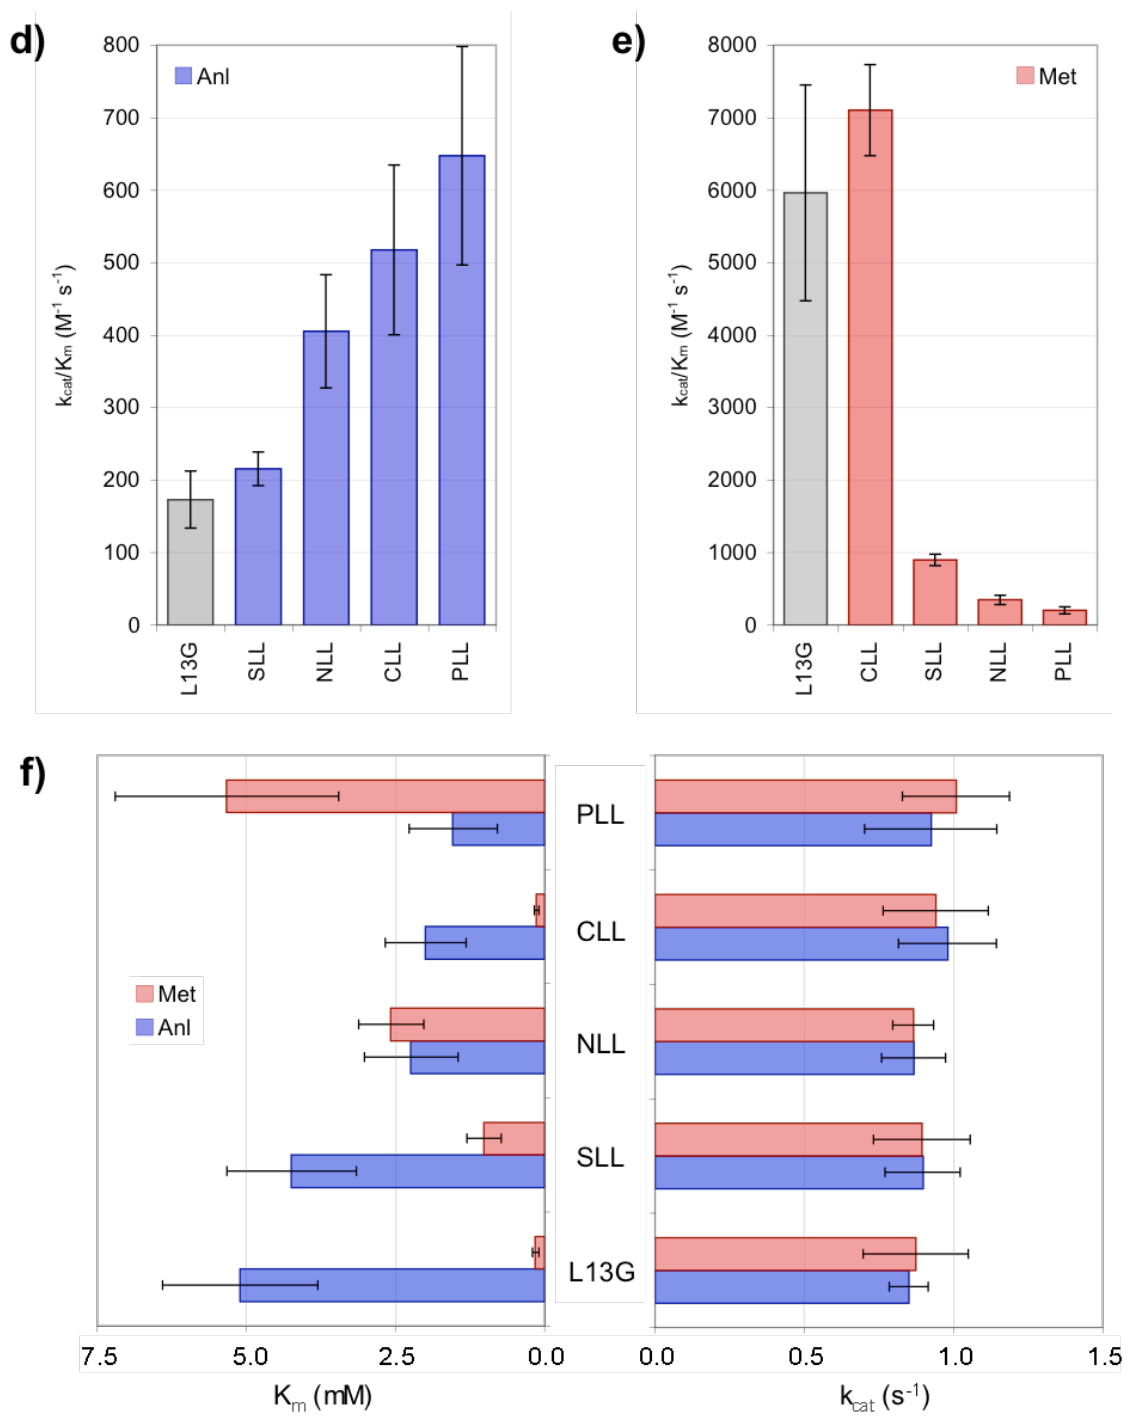 d)
800
700
600
500
400
300
200
100
0
kcat/Km (M-1 s-1)
Anl
L13G
SLL
NLL
CLL
PLL
e)
8000
7000
6000
5000
4000
3000
2000
1000
0
kcat/Km (M-1 s-1)
Met
L13G
CLL
SLL
NLL
PLL
f)
Met
Anl
PLL
CLL
NLL
SLL
L13G
7.5 5.0 2.5 0.0
Km (mM)
0.0 0.5 1.0 1.5
kcat (s-1)